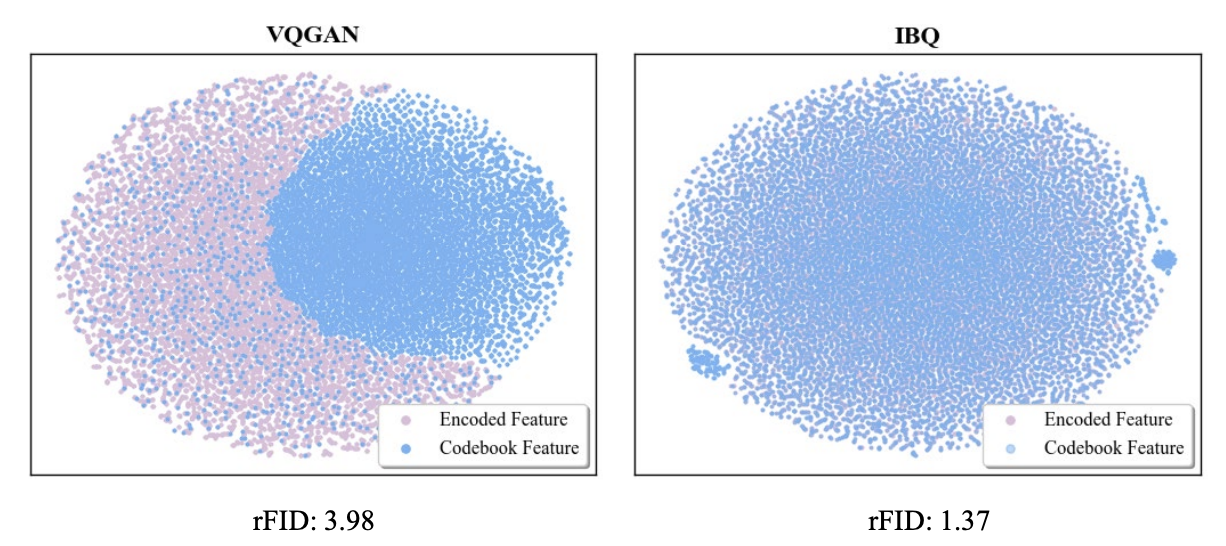 VQGAN
Encoded Feature
Codebook Feature
rFID: 3.98
IBQ
Encoded Feature
Codebook Feature
rFID: 1.37